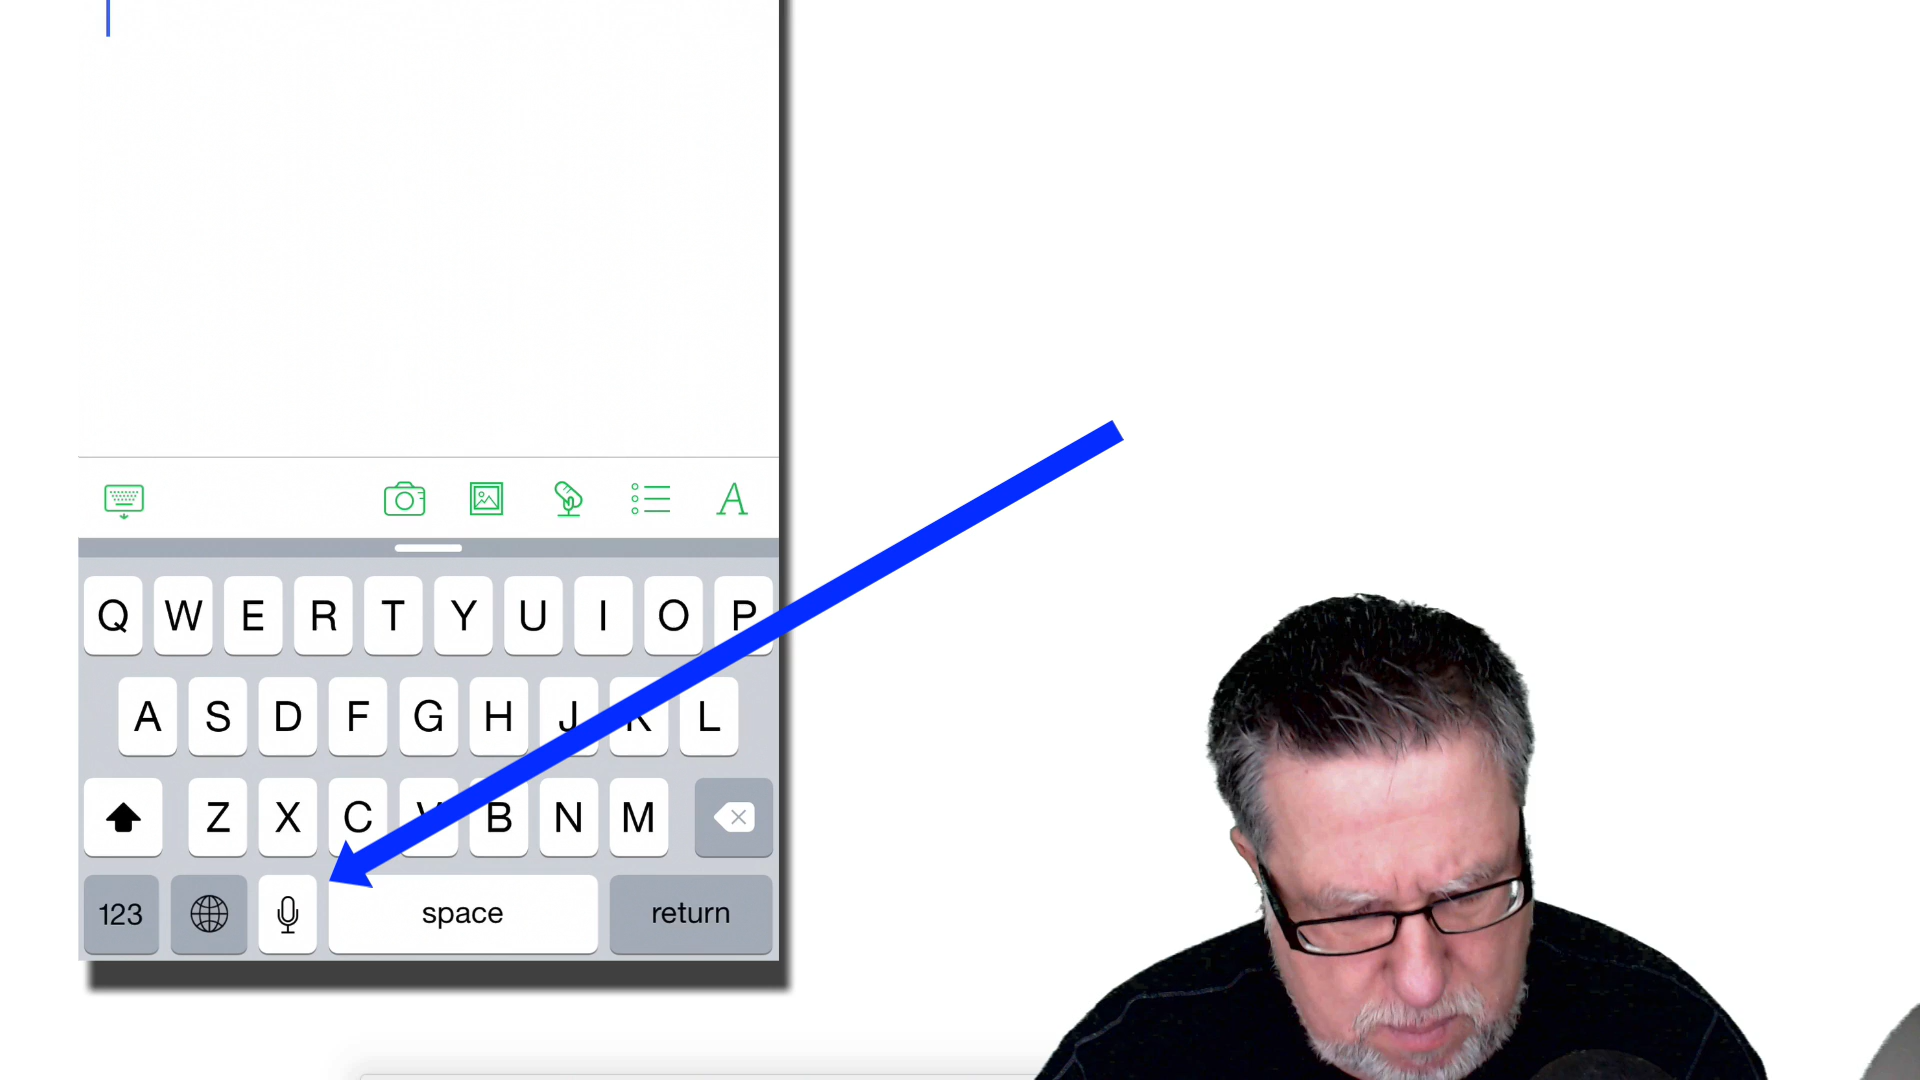 A
Q W E R T Y U I O P
A S D F G H J K L
Z X C V B N M
123 space return